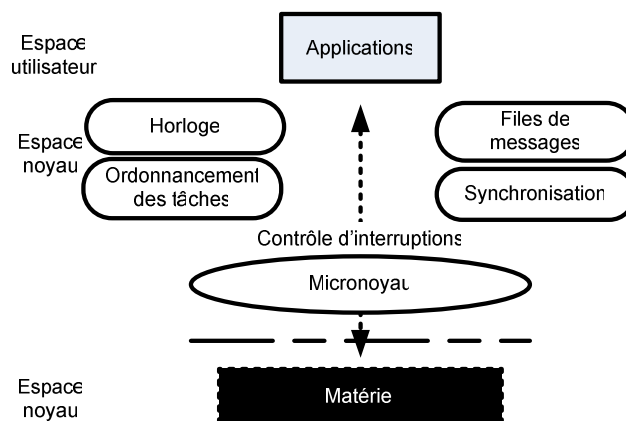 Espace
utilisateur
Applications
Espace
noyau
Horloge
Ordonnancement
des tâches
Files de
messages
Synchronisation
Contrôle d'interruptions
Micronoyau
Espace
noyau
Matérie